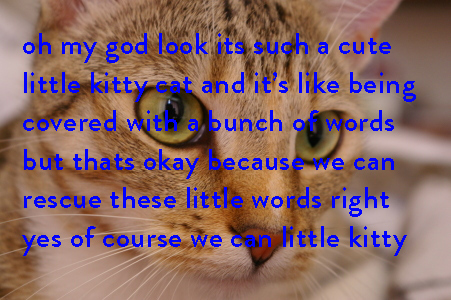 oh my god look its such a cute
little kitty cat and it's like being
covered with a bunch of words
but thats okay because we can
rescue these little words right
yes of course we can little kitty